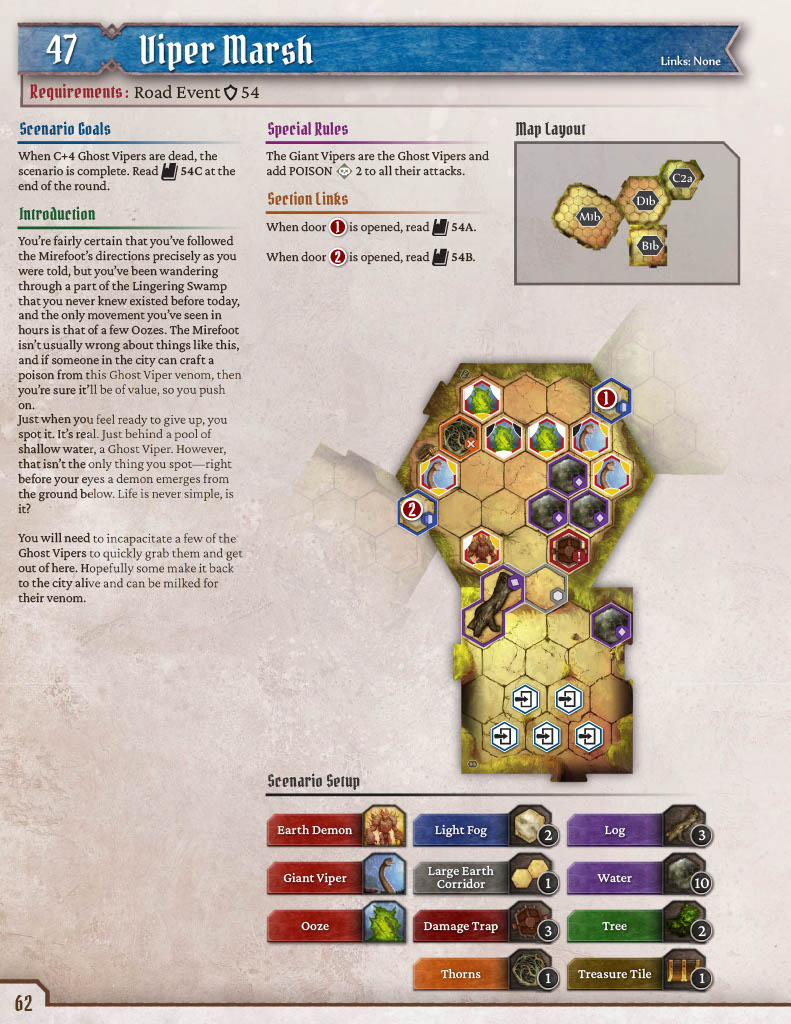 47
Viper Marsh
Links: None
Requirements: Road Event 54
Scenario Goals
When C+4 Ghost Vipers are dead, the
scenario is complete. Read 54C at the
end of the round.
Introduction
You're fairly certain that you've followed
the Mirefoot's directions precisely as you
were told, but you've been wandering
through a part of the Lingering Swamp
that you never knew existed before today,
and the only movement you've seen in
hours is that of a few Oozes. The Mirefoot
isn't usually wrong about things like this,
and if someone in the city can craft a
poison from this Ghost Viper venom, then
you're sure it'll be of value, so you push
on.
Just when you feel ready to give up, you
spot it. It's real. Just behind a pool of
shallow water, a Ghost Viper. However,
that isn't the only thing you spot—right
before your eyes a demon emerges from
the ground below. Life is never simple, is
it?
You will need to incapacitate a few of the
Ghost Vipers to quickly grab them and get
out of here. Hopefully some make it back
to the city alive and can be milked for
their venom.
Special Rules
The Giant Vipers are the Ghost Vipers and
add POISON 2 to all their attacks.
Section Links
When door 1 is opened, read 54A.
When door 2 is opened, read 54B.
Map Layout
C2a
D1b
M1b
B1b
1
2
!
Scenario Setup
Earth Demon
Light Fog 2
Log 3
Giant Viper
Large Earth
Corridor 1
Water 10
Ooze
Damage Trap 3
Tree 2
Thorns 1
Treasure Tile 1
62